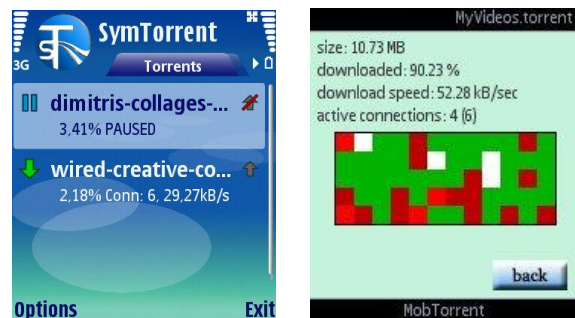 SymTorrent
3G
Torrents
dimitris-collages-...
3,41% PAUSED
wired-creative-co...
2,18% Conn: 6, 29,27kB/s
Options Exit
MyVideos.torrent
size: 10.73 MB
downloaded: 90.23 %
download speed: 52.28 kB/sec
active connections: 4 (6)
back
MobTorrent